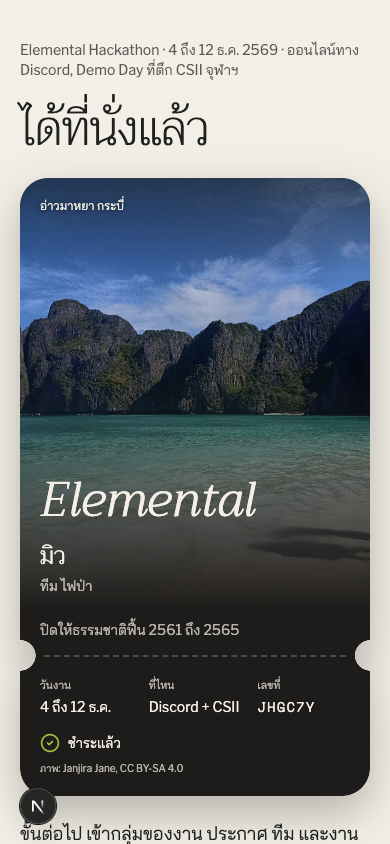 Elemental Hackathon · 4 ถึง 12 ธ.ค. 2569 · ออนไลน์ทาง
Discord, Demo Day ที่ตึก CSII จุฬาฯ
ได้ที่นั่งแล้ว
อ่าวมาหยา กระบี่
Elemental
มิว
ทีม ไฟป่า
ปิดให้ธรรมชาติฟื้น 2561 ถึง 2565
วันงาน ที่ไหน เลขที่
4 ถึง 12 ธ.ค. Discord + CSII JHGC7Y
ชำระแล้ว
ภาพ: Janjira Jane, CC BY-SA 4.0
N
ขั้นต่อไป เข้ากลุ่มของงาน ประกาศ ทีม และงาน